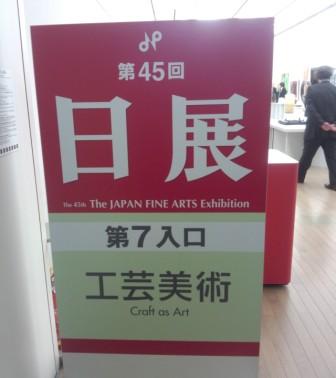 第45回
日展
The 45th The JAPAN FINE ARTS Exhibition
第7入口
工芸美術
Craft as Art